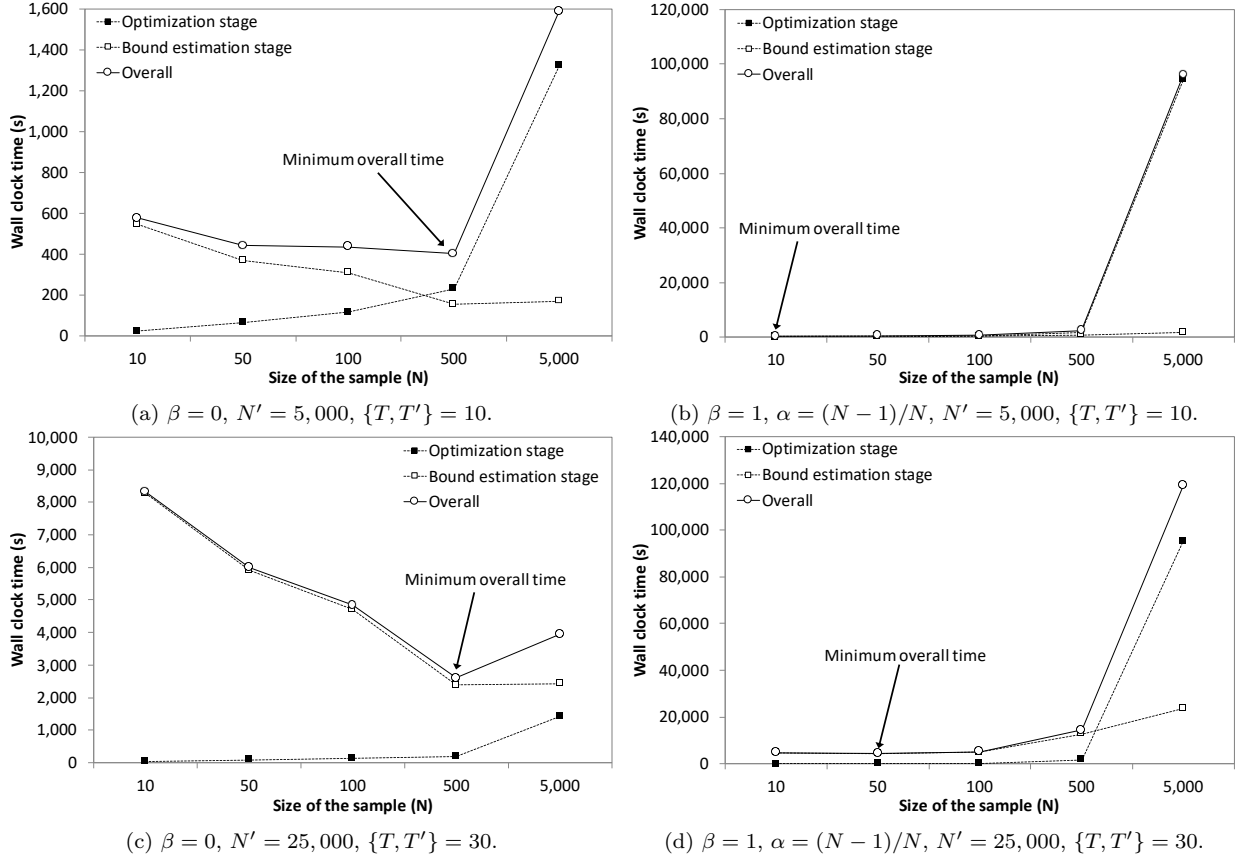 1,600
1,400
1,200
1,000
800
600
400
200
0
Wall clock time (s)
Optimization stage
Bound estimation stage
Overall
Minimum overall time
10 50 100 500 5,000
Size of the sample (N)
(a) β = 0, N′ = 5, 000, {T, T′} = 10.
120,000
100,000
80,000
60,000
40,000
20,000
0
Wall clock time (s)
Optimization stage
Bound estimation stage
Overall
Minimum overall time
10 50 100 500 5,000
Size of the sample (N)
(b) β = 1, α = (N − 1)/N, N′ = 5, 000, {T, T′} = 10.
10,000
9,000
8,000
7,000
6,000
5,000
4,000
3,000
2,000
1,000
0
Wall clock time (s)
Optimization stage
Bound estimation stage
Overall
Minimum overall time
10 50 100 500 5,000
Size of the sample (N)
(c) β = 0, N′ = 25, 000, {T, T′} = 30.
140,000
120,000
100,000
80,000
60,000
40,000
20,000
0
Wall clock time (s)
Optimization stage
Bound estimation stage
Overall
Minimum overall time
10 50 100 500 5,000
Size of the sample (N)
(d) β = 1, α = (N − 1)/N, N′ = 25, 000, {T, T′} = 30.